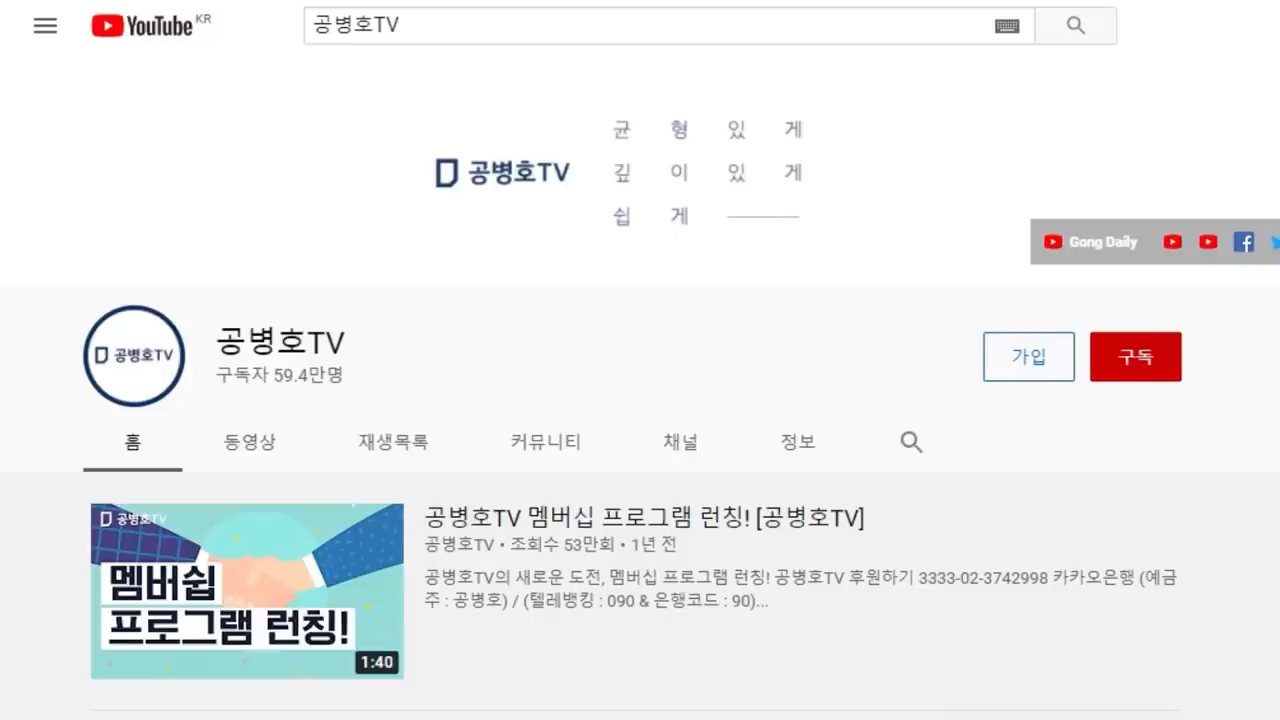 YouTube KR
공병호TV
균형있게
공병호TV
깊이있게
쉽게
Gong Daily
공병호TV
공병호TV
구독자 59.4만명
가입
구독
홈
동영상
재생목록
커뮤니티
채널
정보
공병호TV
멤버쉽
프로그램 런칭!
1:40
공병호TV 멤버십 프로그램 런칭! [공병호TV]
공병호TV • 조회수 53만회 • 1년 전
공병호TV의 새로운 도전, 멤버십 프로그램 런칭! 공병호TV 후원하기 3333-02-3742998 카카오은행 (예금
주 : 공병호) / (텔레뱅킹 : 090 & 은행코드 : 90)...